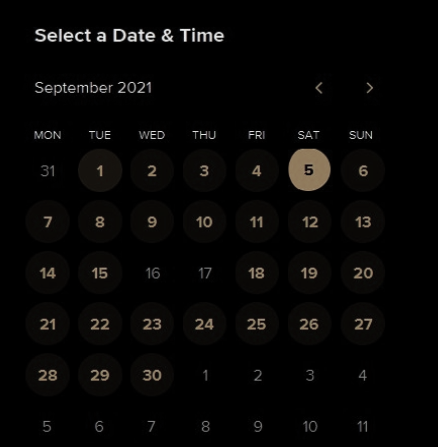 Select a Date & Time
September 2021
MON TUE WED THU FRI SAT SUN
31 1 2 3 4 5 6
7 8 9 10 11 12 13
14 15 16 17 18 19 20
21 22 23 24 25 26 27
28 29 30 1 2 3 4
5 6 7 8 9 10 11